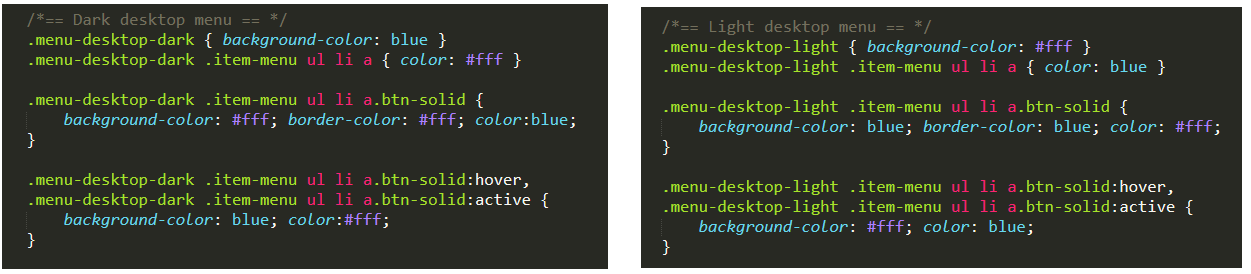 /*== Dark desktop menu == */
.menu-desktop-dark { background-color: blue }
.menu-desktop-dark .item-menu ul li a { color: #fff }
.menu-desktop-dark .item-menu ul li a.btn-solid {
background-color: #fff; border-color: #fff; color:blue;
}
.menu-desktop-dark .item-menu ul li a.btn-solid:hover,
.menu-desktop-dark .item-menu ul li a.btn-solid:active {
background-color: blue; color:#fff;
}
/*== Light desktop menu == */
.menu-desktop-light { background-color: #fff }
.menu-desktop-light .item-menu ul li a { color: blue }
.menu-desktop-light .item-menu ul li a.btn-solid {
background-color: blue; border-color: blue; color: #fff;
}
.menu-desktop-light .item-menu ul li a.btn-solid:hover,
.menu-desktop-light .item-menu ul li a.btn-solid:active {
background-color: #fff; color: blue;
}